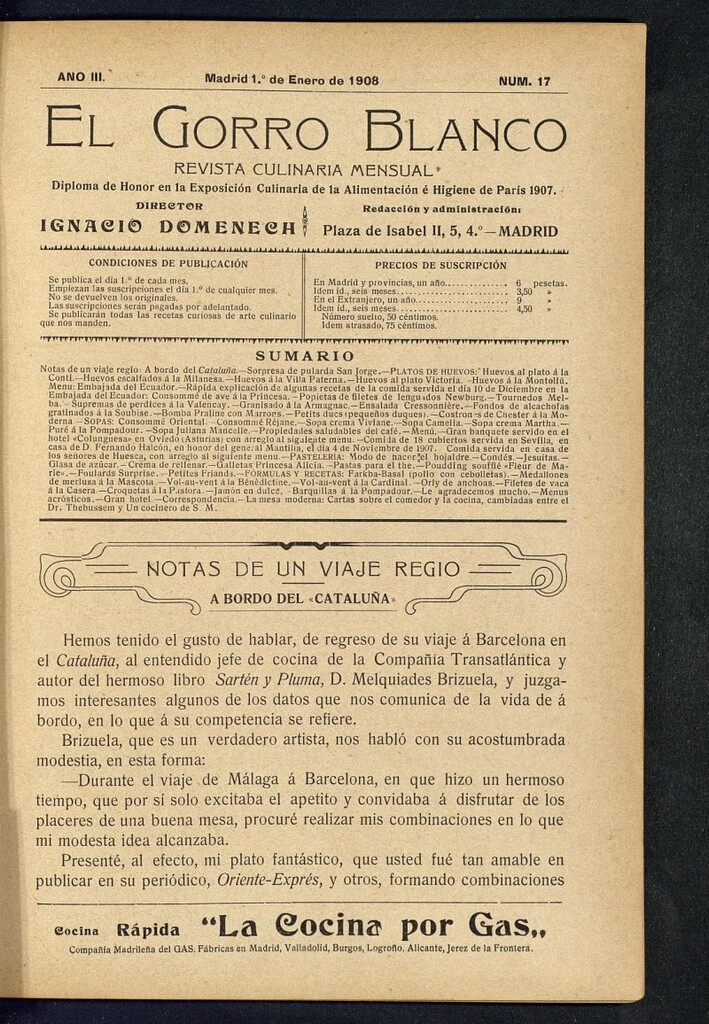 AÑO III.
Madrid 1.º de Enero de 1908
NUM. 17
EL GORRO BLANCO
REVISTA CULINARIA MENSUAL
Diploma de Honor en la Exposición Culinaria de la Alimentación é Higiene de París 1907.
DIRECTOR
IGNACIO DOMENECH
Redacción y administración:
Plaza de Isabel II, 5, 4.º—MADRID
CONDICIONES DE PUBLICACIÓN
Se publica el día 1.º de cada mes.
Empiezan las suscripciones el día 1.º de cualquier mes.
No se devuelven los originales.
Las suscripciones serán pagadas por adelantado.
Se publicarán todas las recetas curiosas de arte culinario
que nos manden.
PRECIOS DE SUSCRIPCIÓN
En Madrid y provincias, un año.............. 6 pesetas.
Idem íd., seis meses........................ 3,50 »
En el Extranjero, un año.................... 9 »
Idem íd., seis meses........................ 4,50 »
Número suelto, 50 céntimos.
Idem atrasado, 75 céntimos.
SUMARIO
Notas de un viaje regio: A bordo del Cataluña.—Sorpresa de pularda San Jorge.—PLATOS DE HUEVOS: Huevos al plato á la
Conti.—Huevos escalfados á la Milanesa.—Huevos á la Villa Paterna.—Huevos al plato Victoria.—Huevos á la Montollú.
Menu: Embajada del Ecuador.—Rápida explicación de algunas recetas de la comida servida el día 10 de Diciembre en la
Embajada del Ecuador: Consommé de ave á la Princesa.—Popietas de filetes de lenguados Newburg.—Tournedos Mel-
ba.—Supremas de perdices á la Valencay.—Granisado á la Armagnac.—Ensalada Cressonnière.—Fondos de alcachofas
gratinados á la Soubise.—Bomba Praline con Marrons.—Petits ducs (pequeños duques).—Costrons de Chester á la Mo-
derna.—SOPAS: Consommé Oriental.—Consommé Réjane.—Sopa crema Viviane.—Sopa Camelia.—Sopa crema Martha.—
Puré á la Pompadour.—Sopa Juliana Mancelle.—Propiedades saludables del café.—Menú.—Gran banquete servido en el
hotel «Colunguesa» en Oviedo (Asturias) con arreglo al siguiente menu.—Comida de 18 cubiertos servida en Sevilla, en
casa de D. Fernando Halcón, en honor del general Mantilla, el día 4 de Noviembre de 1907. Comida servida en casa de
los señores de Huesca, con arreglo al siguiente menu.—PASTELERÍA: Modo de hacer el hojaldre.—Condés.—Jesuitas.—
Glasa de azúcar.—Crema de rellenar.—Galletas Princesa Alicia.—Pastas para el the.—Poudding soufflé «Fleur de Ma-
rie».—Foularde Surprise.—Petites Friands.—FÓRMULAS Y RECETAS: Farkba-Bassi (pollo con cebolletas).—Medallones
de merluza á la Mascota.—Vol-au-vent á la Bénédictine.—Vol-au-vent á la Cardinal.—Orly de anchoas.—Filetes de vaca
á la Casera.—Croquetas á la Pastora.—Jamón en dulce.—Barquillas á la Pompadour.—Le agradecemos mucho.—Menus
acrósticos.—Gran hotel.—Correspondencia.—La mesa moderna: Cartas sobre el comedor y la cocina, cambiadas entre el
Dr. Thebussem y Un cocinero de S. M.
NOTAS DE UN VIAJE REGIO
A BORDO DEL «CATALUÑA»
Hemos tenido el gusto de hablar, de regreso de su viaje á Barcelona en
el Cataluña, al entendido jefe de cocina de la Compañía Transatlántica y
autor del hermoso libro Sartén y Pluma, D. Melquiades Brizuela, y juzga-
mos interesantes algunos de los datos que nos comunica de la vida de á
bordo, en lo que á su competencia se refiere.
Brizuela, que es un verdadero artista, nos habló con su acostumbrada
modestia, en esta forma:
—Durante el viaje de Málaga á Barcelona, en que hizo un hermoso
tiempo, que por sí solo excitaba el apetito y convidaba á disfrutar de los
placeres de una buena mesa, procuré realizar mis combinaciones en lo que
mi modesta idea alcanzaba.
Presenté, al efecto, mi plato fantástico, que usted fué tan amable en
publicar en su periódico, Oriente-Exprés, y otros, formando combinaciones
Cocina Rápida “La Cocina por Gas„
Compañía Madrileña del GAS. Fábricas en Madrid, Valladolid, Burgos, Logroño, Alicante, Jerez de la Frontera.